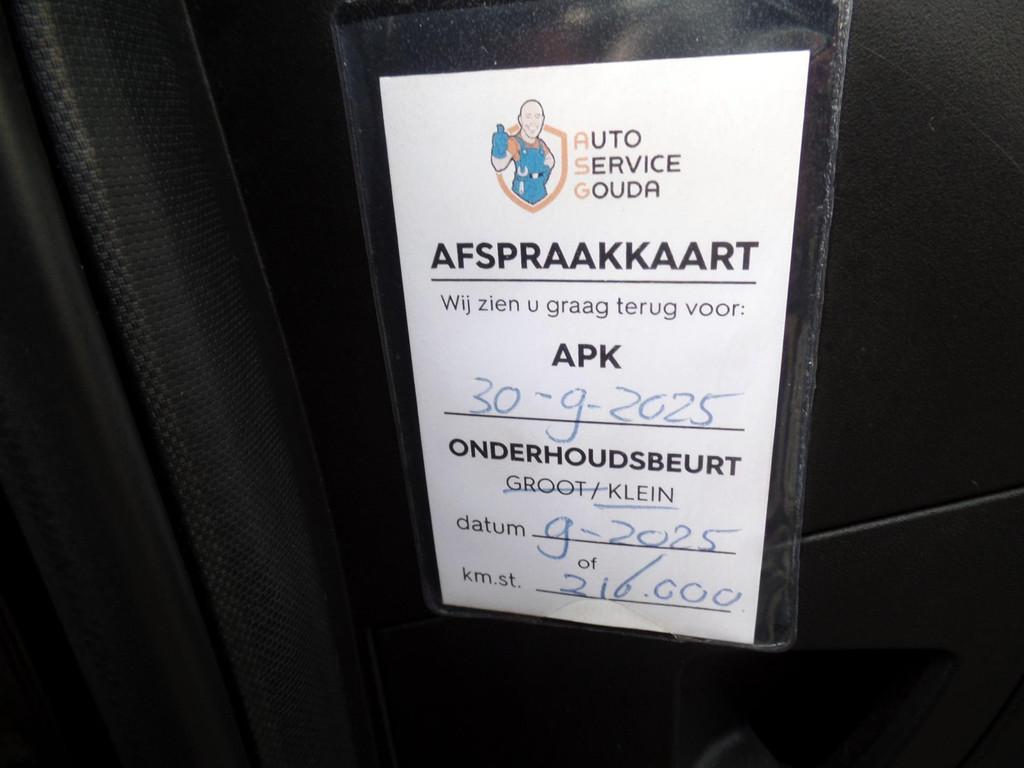 AUTO
SERVICE
GOUDA
AFSPRAAKKAART
Wij zien u graag terug voor:
APK
30-9-2025
ONDERHOUDSBEURT
GROOT / KLEIN
datum 9-2025
of
km.st. 216.000